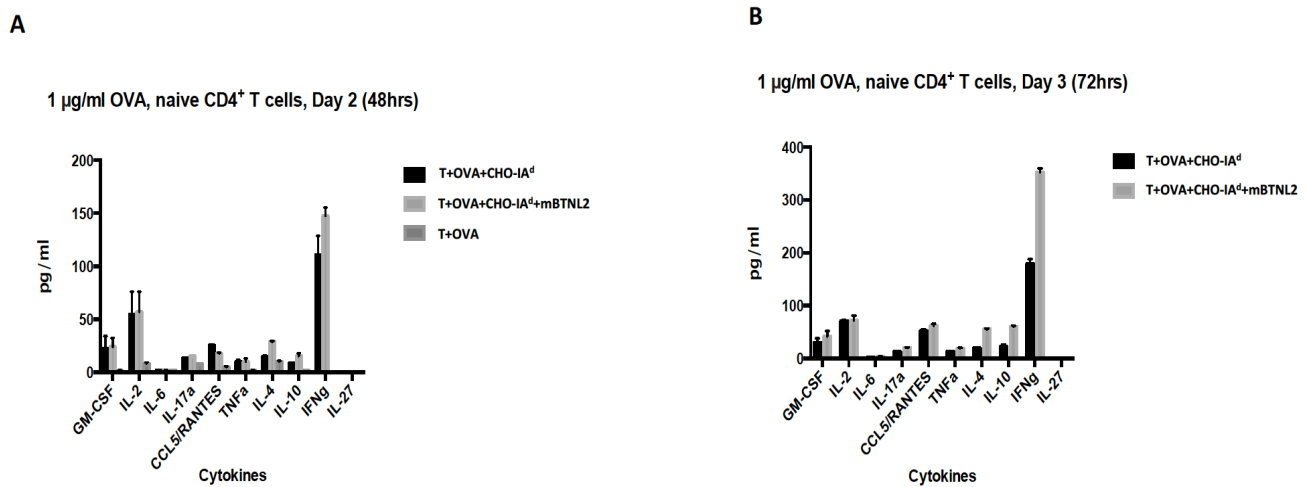 A
1 µg/ml OVA, naive CD4⁺ T cells, Day 2 (48hrs)
200
150
100
50
0
pg/ml
GM-CSF
IL-2
IL-6
IL-17a
CCL5/RANTES
TNFa
IL-4
IL-10
IFNg
IL-27
Cytokines
T+OVA+CHO-IAᵈ
T+OVA+CHO-IAᵈ+mBTNL2
T+OVA
B
1 µg/ml OVA, naive CD4⁺ T cells, Day 3 (72hrs)
400
300
200
100
0
pg/ml
GM-CSF
IL-2
IL-6
IL-17a
CCL5/RANTES
TNFa
IL-4
IL-10
IFNg
IL-27
Cytokines
T+OVA+CHO-IAᵈ
T+OVA+CHO-IAᵈ+mBTNL2